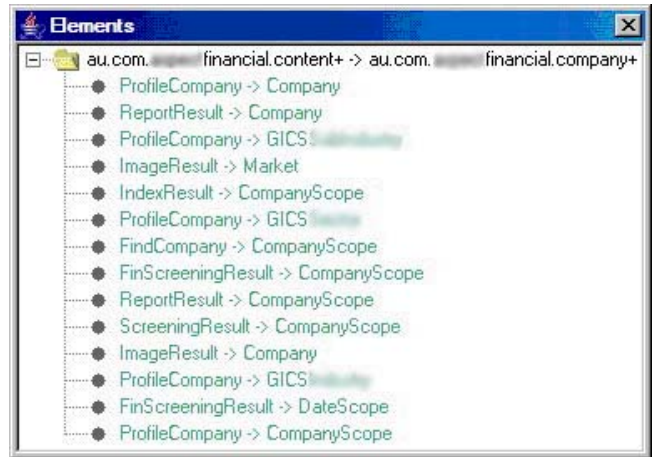 Elements
au.com. financial.content+ -> au.com. financial.company+
ProfileCompany -> Company
ReportResult -> Company
ProfileCompany -> GICS
ImageResult -> Market
IndexResult -> CompanyScope
ProfileCompany -> GICS
FindCompany -> CompanyScope
FinScreeningResult -> CompanyScope
ReportResult -> CompanyScope
ScreeningResult -> CompanyScope
ImageResult -> Company
ProfileCompany -> GICS
FinScreeningResult -> DateScope
ProfileCompany -> CompanyScope